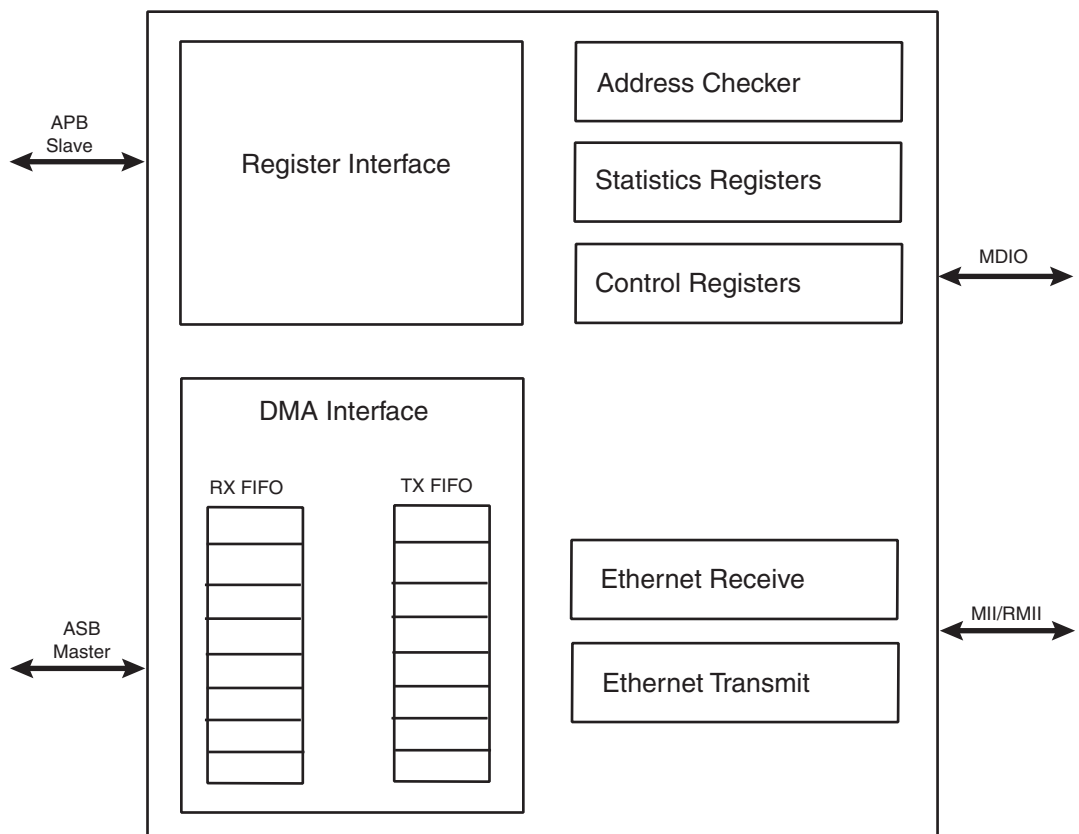 Address Checker
APB
Slave
Register Interface
Statistics Registers
MDIO
Control Registers
DMA Interface
RX FIFO
TX FIFO
Ethernet Receive
MII/RMII
ASB
Master
Ethernet Transmit